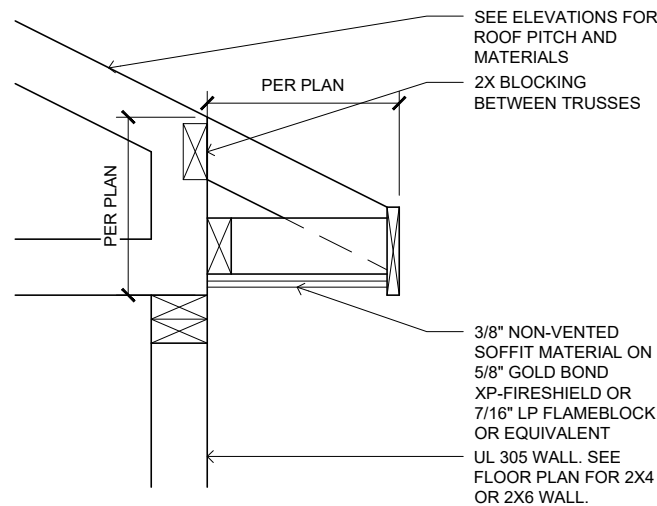 SEE ELEVATIONS FOR
ROOF PITCH AND
MATERIALS
PER PLAN
2X BLOCKING
BETWEEN TRUSSES
PER PLAN
3/8" NON-VENTED
SOFFIT MATERIAL ON
5/8" GOLD BOND
XP-FIRESHIELD OR
7/16" LP FLAMEBLOCK
OR EQUIVALENT
UL 305 WALL. SEE
FLOOR PLAN FOR 2X4
OR 2X6 WALL.